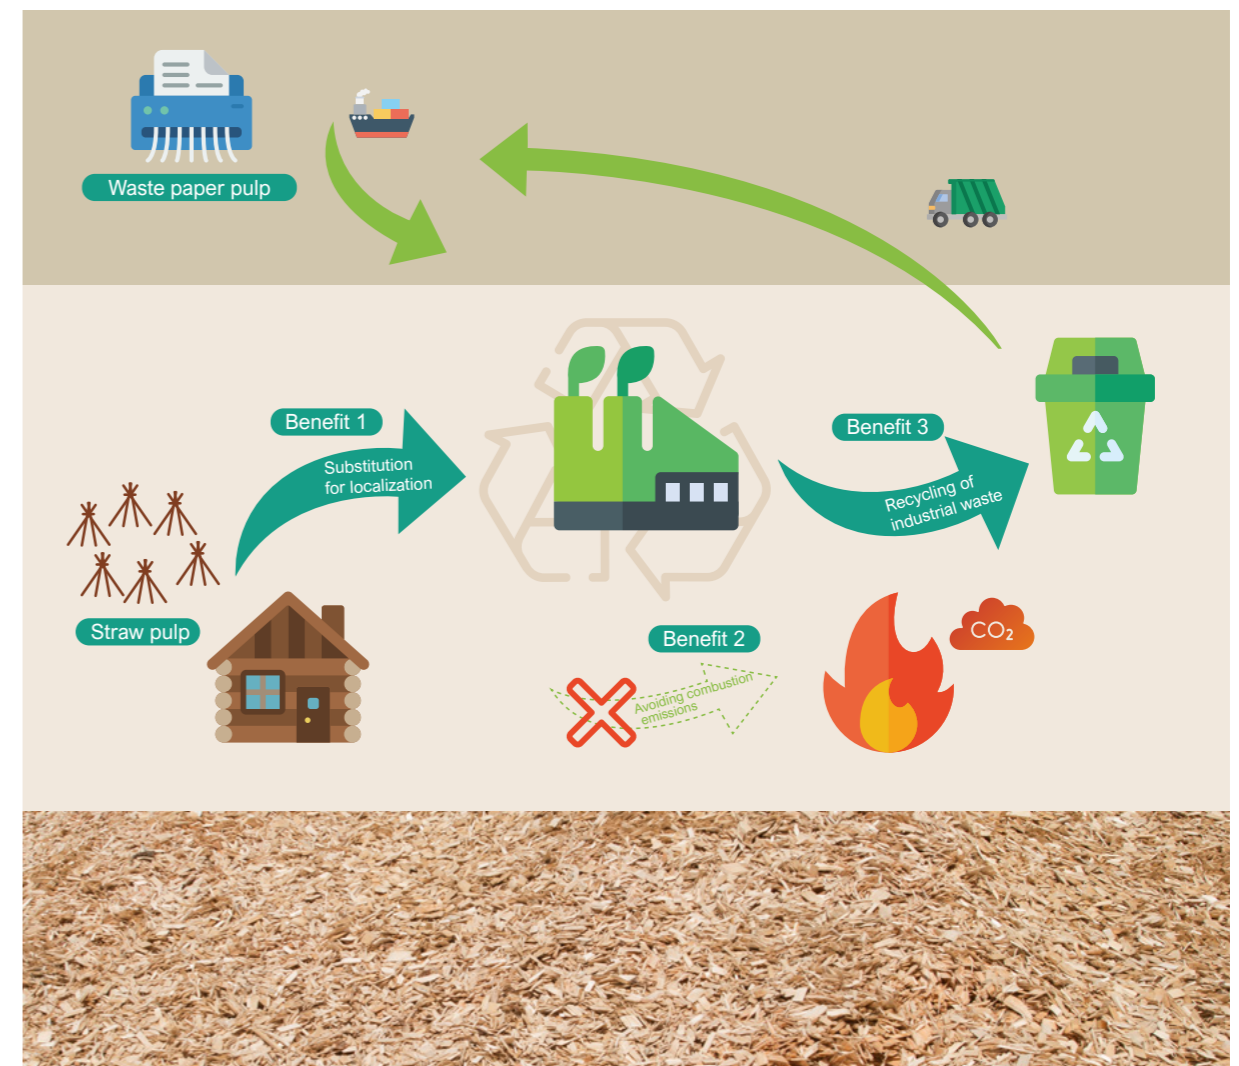 Waste paper pulp
Benefit 1
Substitution
for localization
Benefit 3
Recycling of
industrial waste
Straw pulp
Benefit 2
Avoiding combustion
emissions
CO₂